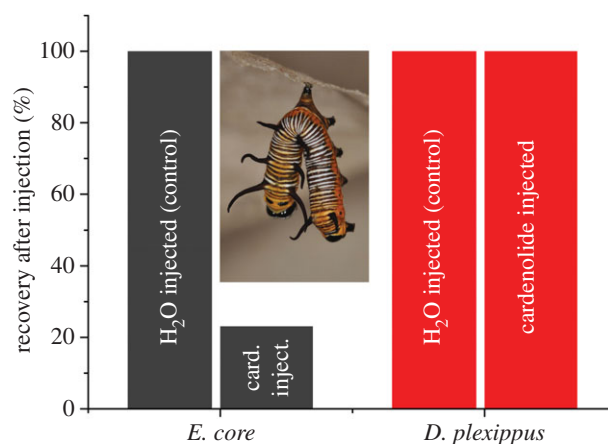 recovery after injection (%)
100
80
60
40
20
0
H₂O injected (control)
card.
inject.
H₂O injected (control)
cardenolide injected
E. core
D. plexippus